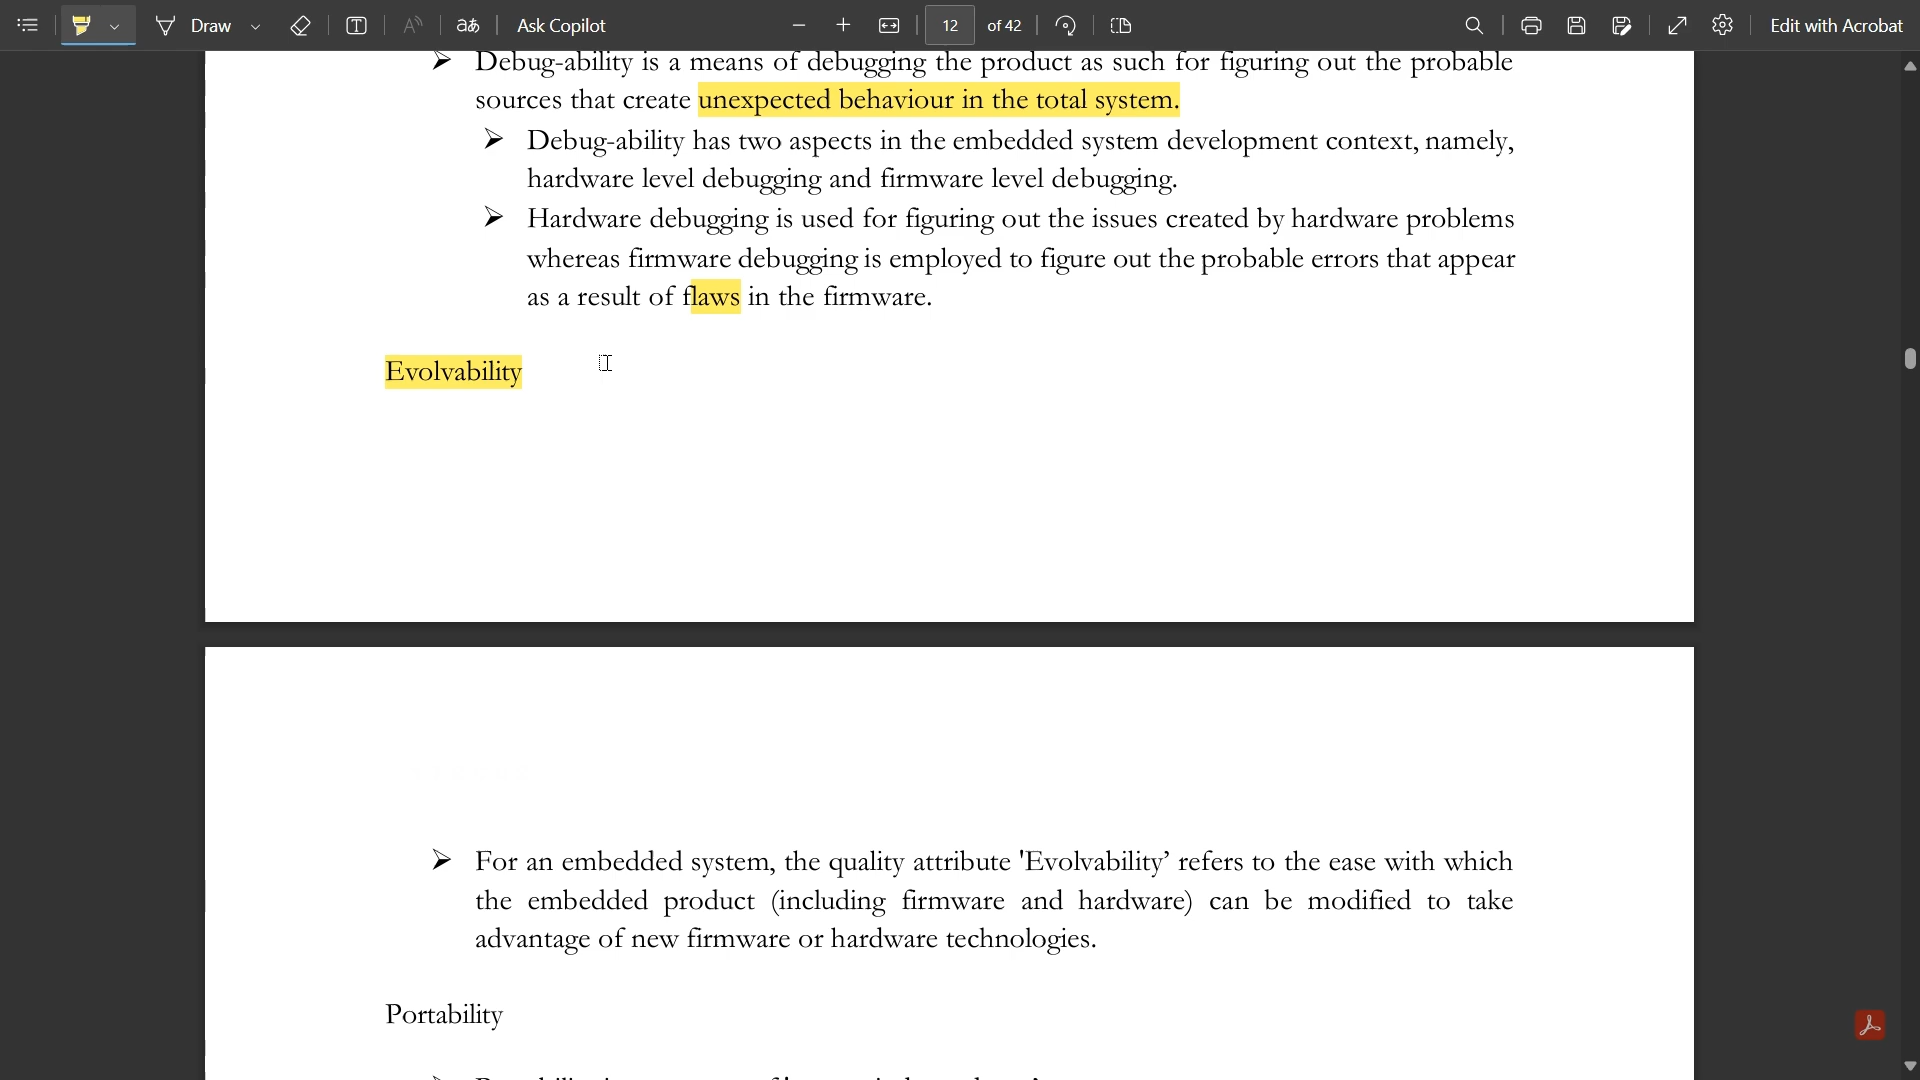 Draw
aあ
Ask Copilot
12
of 42
Edit with Acrobat
➢ Debug-ability is a means of debugging the product as such for figuring out the probable
sources that create unexpected behaviour in the total system.
➢ Debug-ability has two aspects in the embedded system development context, namely,
hardware level debugging and firmware level debugging.
➢ Hardware debugging is used for figuring out the issues created by hardware problems
whereas firmware debugging is employed to figure out the probable errors that appear
as a result of flaws in the firmware.
Evolvability
➢ For an embedded system, the quality attribute 'Evolvability’ refers to the ease with which
the embedded product (including firmware and hardware) can be modified to take
advantage of new firmware or hardware technologies.
Portability